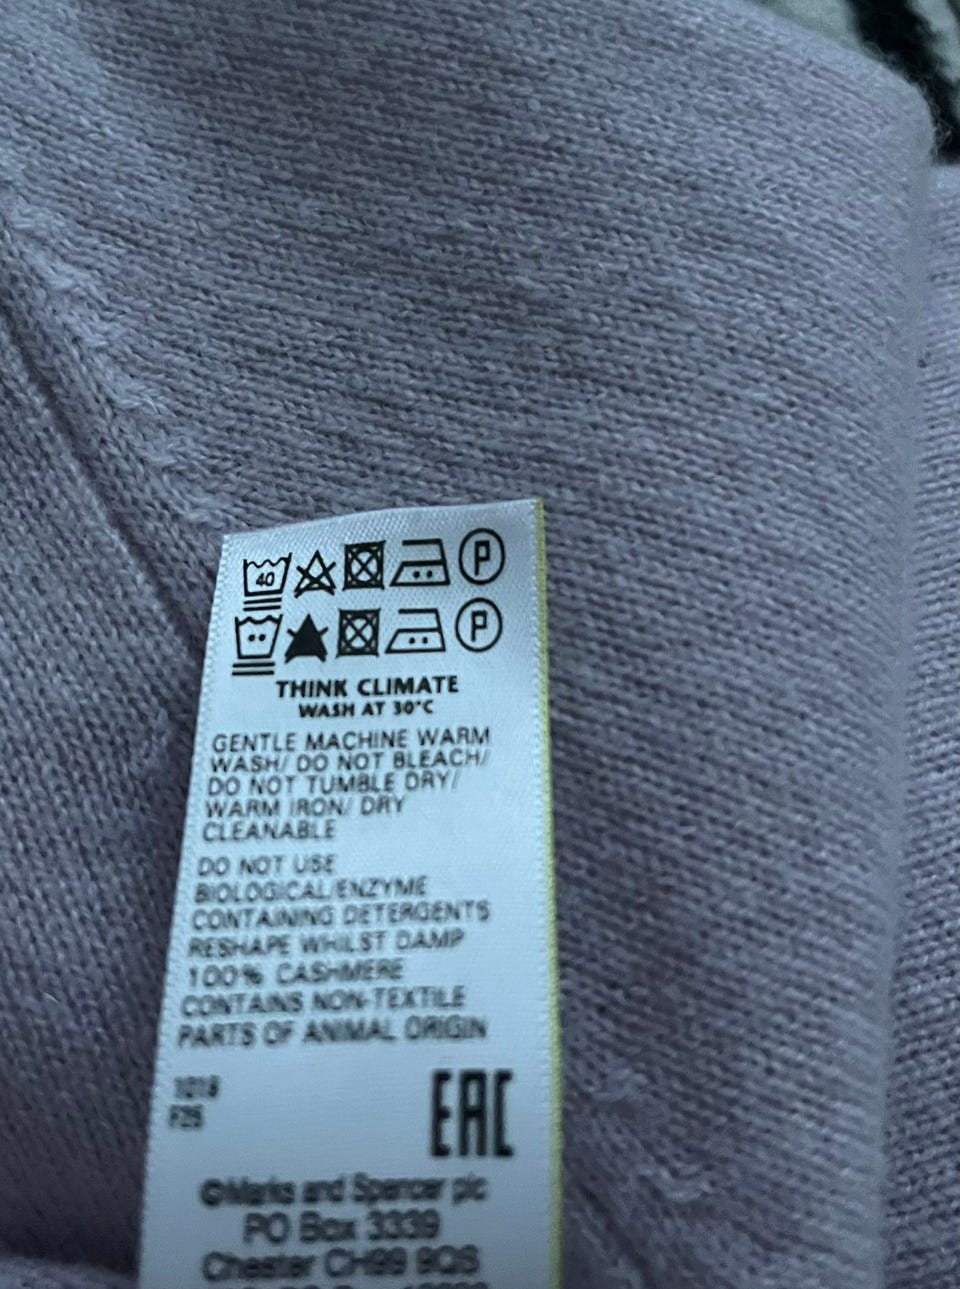 40 P
P
THINK CLIMATE
WASH AT 30°C
GENTLE MACHINE WARM
WASH/ DO NOT BLEACH/
DO NOT TUMBLE DRY/
WARM IRON/ DRY
CLEANABLE
DO NOT USE
BIOLOGICAL/ENZYME
CONTAINING DETERGENTS
RESHAPE WHILST DAMP
100% CASHMERE
CONTAINS NON-TEXTILE
PARTS OF ANIMAL ORIGIN
EAC
©Marks and Spencer plc
PO Box 3339
Chester CH99 9QS